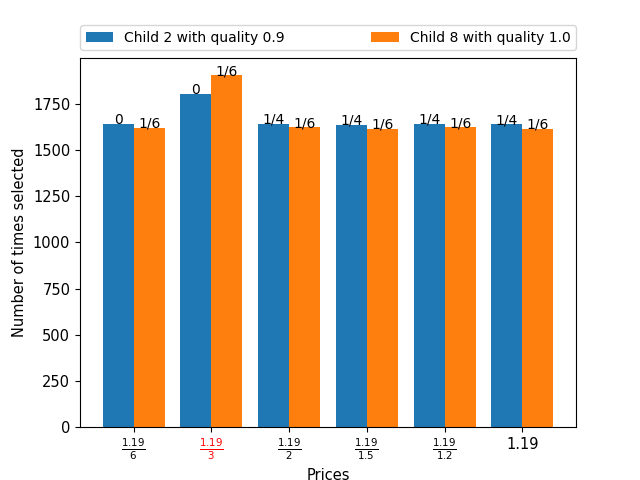 Child 2 with quality 0.9 Child 8 with quality 1.0
0 1/6 0 1/6 1/4 1/6 1/4 1/6 1/4 1/6 1/4 1/6
1750
1500
1250
1000
750
500
250
0
Number of times selected
1.19/6 1.19/3 1.19/2 1.19/1.5 1.19/1.2 1.19
Prices